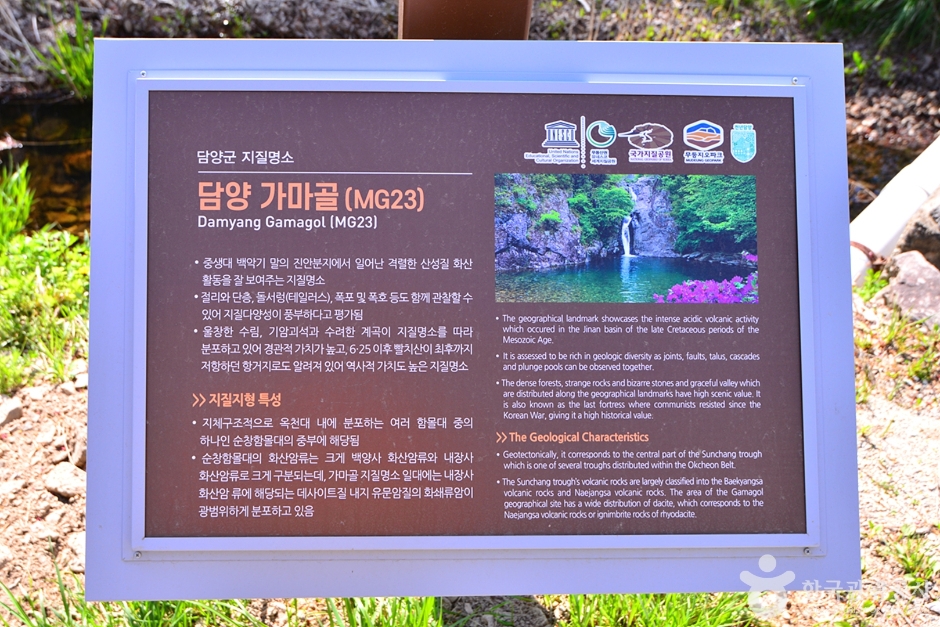 담양군 지질명소
담양 가마골 (MG23)
Damyang Gamagol (MG23)
• 중생대 백악기 말의 진안분지에서 일어난 격렬한 산성질 화산
활동을 잘 보여주는 지질명소
• 절리와 단층, 돌서렁(테일러스), 폭포 및 폭호 등도 함께 관찰할 수
있어 지질다양성이 풍부하다고 평가됨
• 울창한 수림, 기암괴석과 수려한 계곡이 지질명소를 따라
분포하고 있어 경관적 가치가 높고, 6·25 이후 빨치산이 최후까지
저항하던 항거지로도 알려져 있어 역사적 가치도 높은 지질명소
>> 지질지형 특성
• 지체구조적으로 옥천대 내에 분포하는 여러 함몰대 중의
하나인 순창함몰대의 중부에 해당됨
• 순창함몰대의 화산암류는 크게 백양사 화산암류와 내장사
화산암류로 크게 구분되는데, 가마골 지질명소 일대에는 내장사
화산암 류에 해당되는 데사이트질 내지 유문암질의 화쇄류암이
광범위하게 분포하고 있음
United Nations
Educational, Scientific and
Cultural Organization
무등산권
유네스코
세계지질공원
국가지질공원
무등지오파크
MUDEUNG GEOPARK
• The geographical landmark showcases the intense acidic volcanic activity
which occured in the Jinan basin of the late Cretaceous periods of the
Mesozoic Age.
• It is assessed to be rich in geologic diversity as joints, faults, talus, cascades
and plunge pools can be observed together.
• The dense forests, strange rocks and bizarre stones and graceful valley which
are distributed along the geographical landmarks have high scenic value. It
is also known as the last fortress where communists resisted since the
Korean War, giving it a high historical value.
>> The Geological Characteristics
• Geotectonically, it corresponds to the central part of the Sunchang trough
which is one of several troughs distributed within the Okcheon Belt.
• The Sunchang trough's volcanic rocks are largely classified into the Baekyangsa
volcanic rocks and Naejangsa volcanic rocks. The area of the Gamagol
geographical site has a wide distribution of dacite, which corresponds to the
Naejangsa volcanic rocks or ignimbrite rocks of rhyodacite.